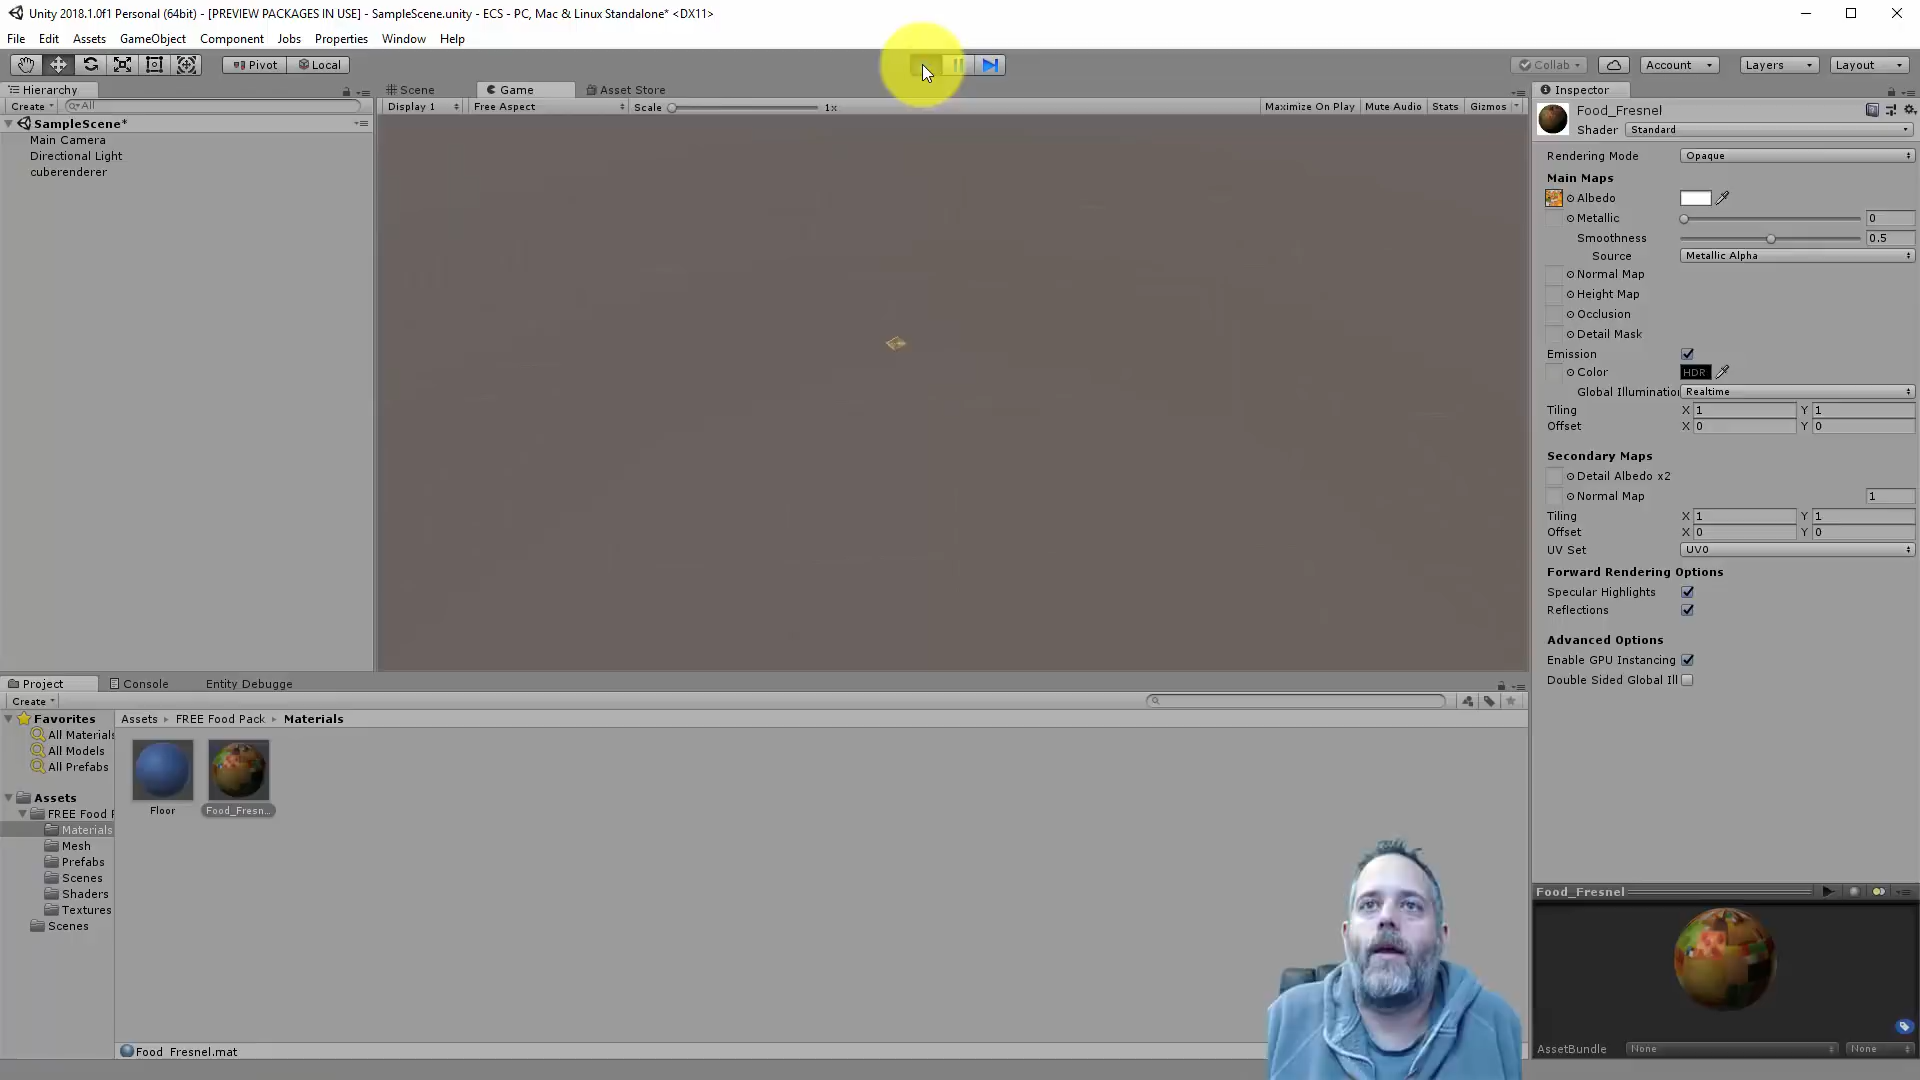 Unity 2018.1.0f1 Personal (64bit) - [PREVIEW PACKAGES IN USE] - SampleScene.unity - ECS - PC, Mac & Linux Standalone* <DX11>
File Edit Assets GameObject Component Jobs Properties Window Help
Pivot Local Collab Account Layers Layout
Hierarchy
Create All
SampleScene*
Main Camera
Directional Light
cuberenderer
Scene Game Asset Store
Display 1 Free Aspect Scale 1x Maximize On Play Mute Audio Stats Gizmos
Inspector
Food_Fresnel
Shader Standard
Rendering Mode Opaque
Main Maps
Albedo
Metallic 0
Smoothness 0.5
Source Metallic Alpha
Normal Map
Height Map
Occlusion
Detail Mask
Emission
Color HDR
Global Illumination Realtime
Tiling X 1 Y 1
Offset X 0 Y 0
Secondary Maps
Detail Albedo x2
Normal Map 1
Tiling X 1 Y 1
Offset X 0 Y 0
UV Set UV0
Forward Rendering Options
Specular Highlights
Reflections
Advanced Options
Enable GPU Instancing
Double Sided Global Ill
Project Console Entity Debugge
Create
Favorites
All Materials
All Models
All Prefabs
Assets
FREE Food P
Materials
Mesh
Prefabs
Scenes
Shaders
Textures
Scenes
Assets FREE Food Pack Materials
Floor Food_Fresn...
Food_Fresnel.mat
Food_Fresnel
AssetBundle None None